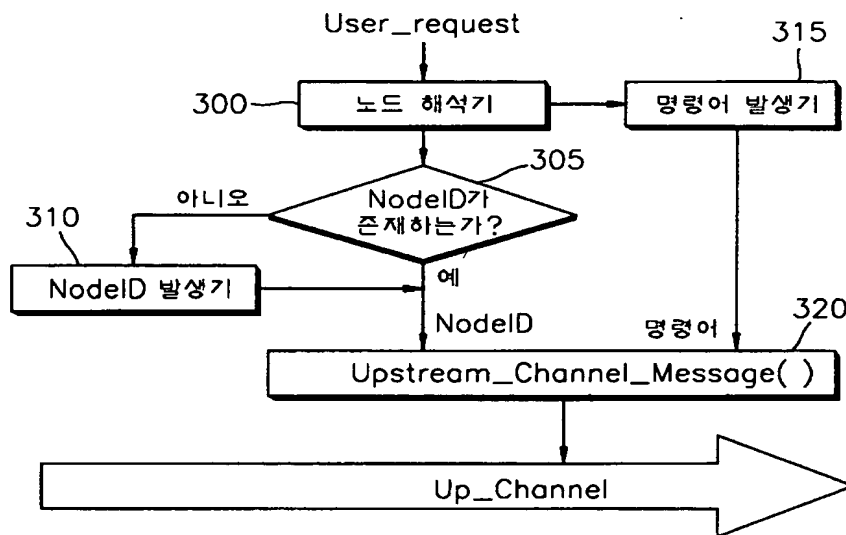 User_request
315
300
노드 해석기
명령어 발생기
305
아니오
NodeID가
존재하는가?
310
예
NodeID 발생기
NodeID
명령어
320
Upstream_Channel_Message( )
Up_Channel